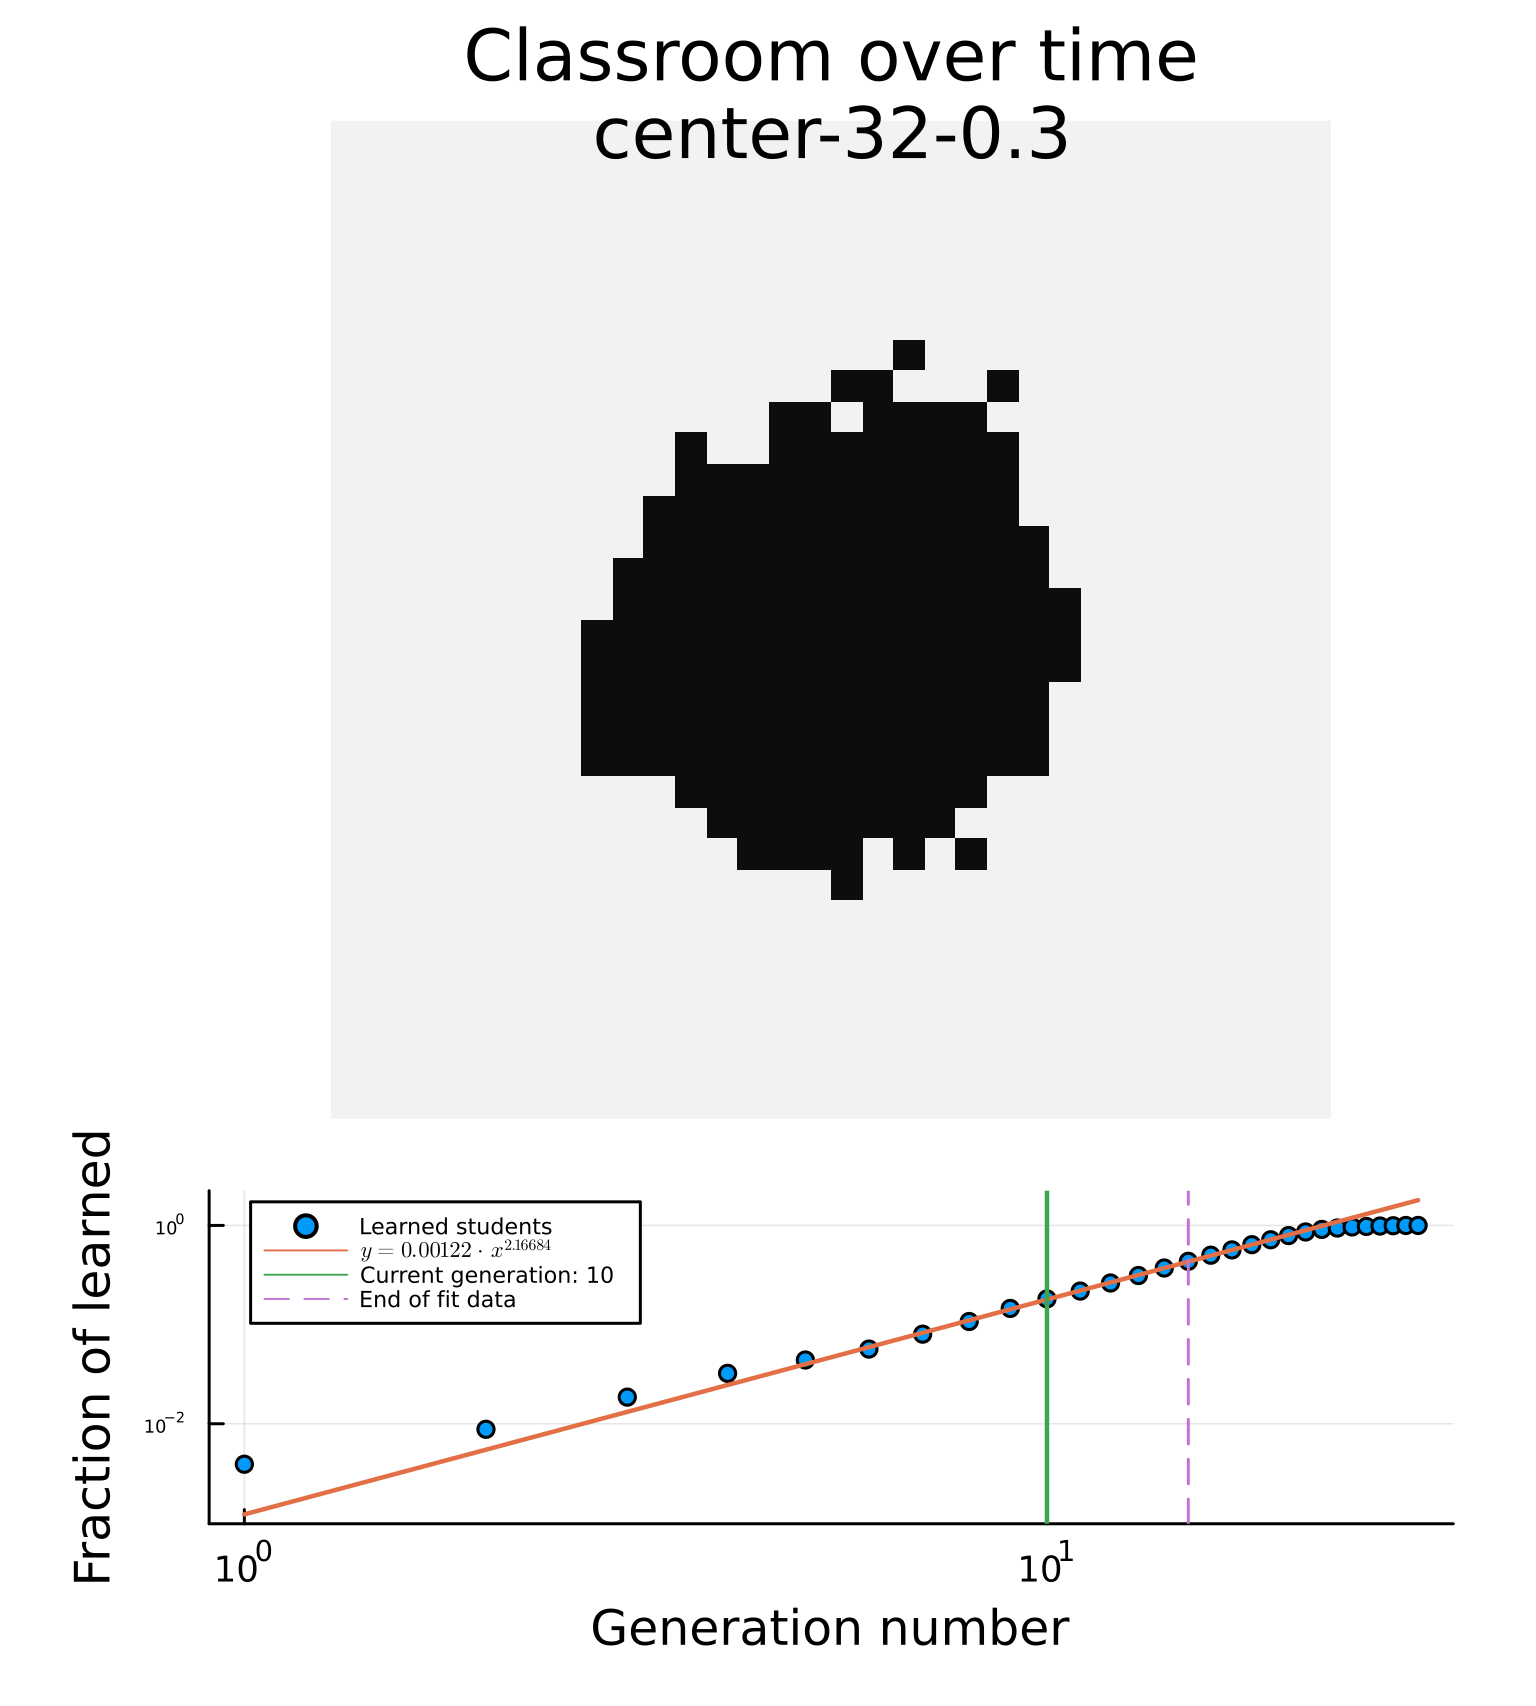 Classroom over time
center-32-0.3
Fraction of learned
10^0
10^-2
Learned students
y = 0.00122 · x^2.16684
Current generation: 10
End of fit data
10^0
10^1
Generation number